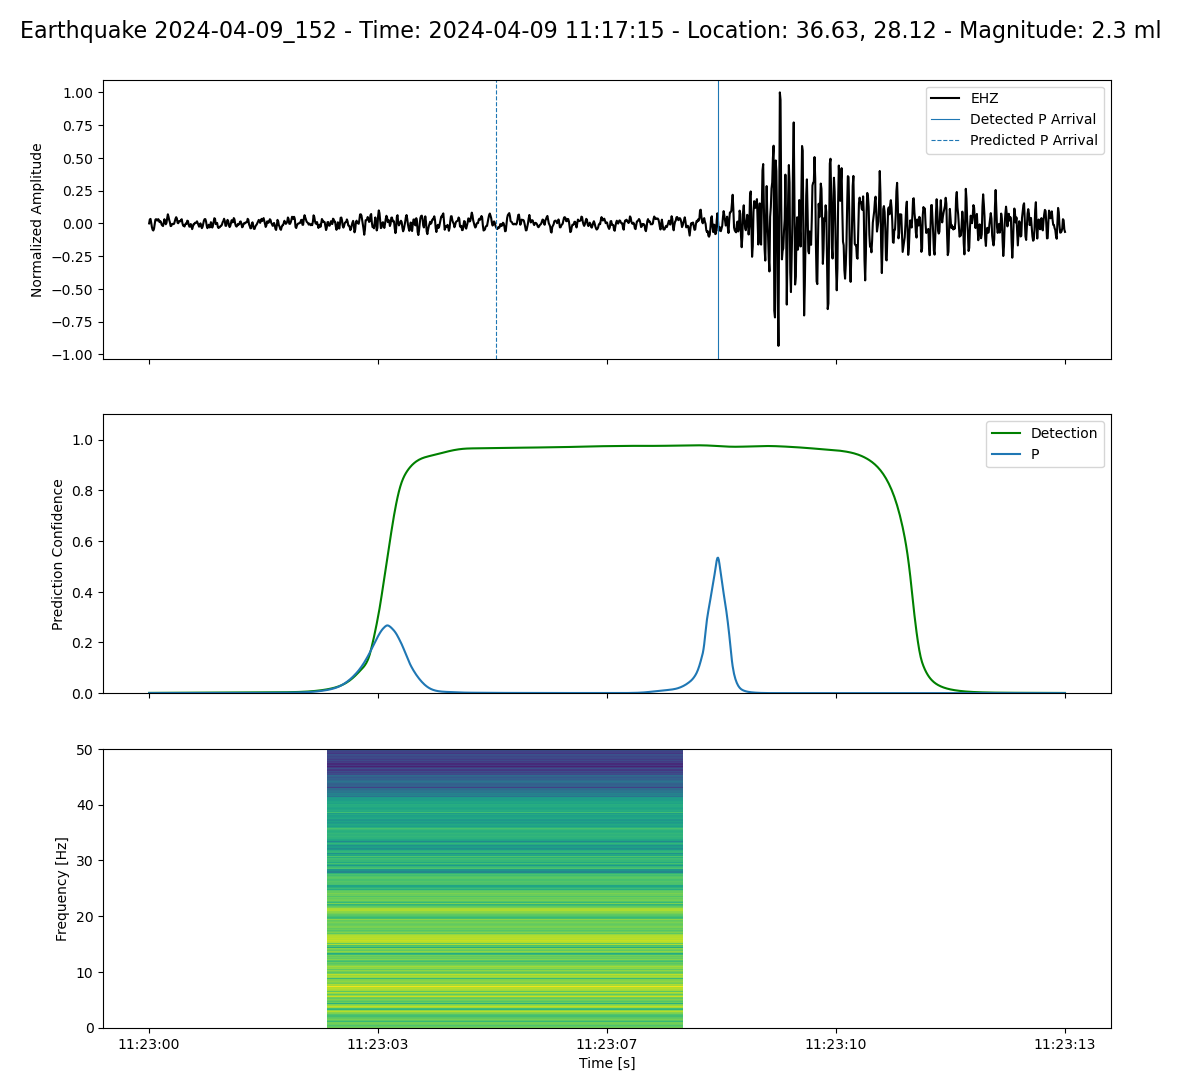 Earthquake 2024-04-09_152 - Time: 2024-04-09 11:17:15 - Location: 36.63, 28.12 - Magnitude: 2.3 ml
Normalized Amplitude
1.00
0.75
0.50
0.25
0.00
−0.25
−0.50
−0.75
−1.00
EHZ
Detected P Arrival
Predicted P Arrival
Prediction Confidence
1.0
0.8
0.6
0.4
0.2
0.0
Detection
P
Frequency [Hz]
50
40
30
20
10
0
11:23:00
11:23:03
11:23:07
11:23:10
11:23:13
Time [s]